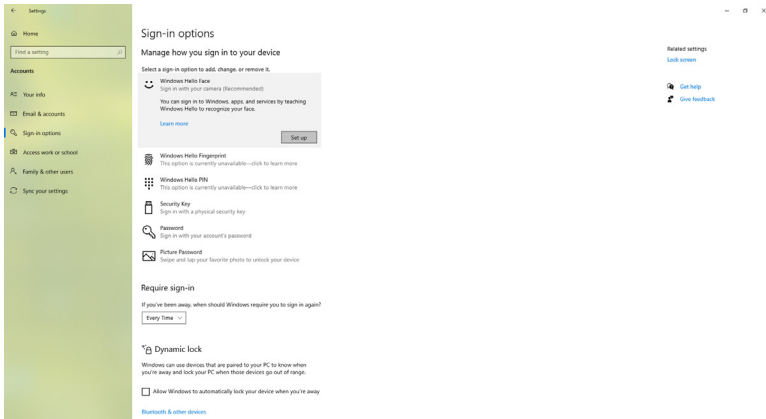 Settings
Home
Find a setting
Accounts
Your info
Email & accounts
Sign-in options
Access work or school
Family & other users
Sync your settings
Sign-in options
Manage how you sign in to your device
Select a sign-in option to add, change, or remove it.
Windows Hello Face
Sign in with your camera (Recommended)
You can sign in to Windows, apps, and services by teaching
Windows Hello to recognize your face.
Learn more
Set up
Windows Hello Fingerprint
This option is currently unavailable—click to learn more
Windows Hello PIN
This option is currently unavailable—click to learn more
Security Key
Sign in with a physical security key
Password
Sign in with your account's password
Picture Password
Swipe and tap your favorite photo to unlock your device
Require sign-in
If you've been away, when should Windows require you to sign in again?
Every Time
Dynamic lock
Windows can use devices that are paired to your PC to know when
you're away and lock your PC when those devices go out of range.
Allow Windows to automatically lock your device when you're away
Bluetooth & other devices
Related settings
Lock screen
Get help
Give feedback